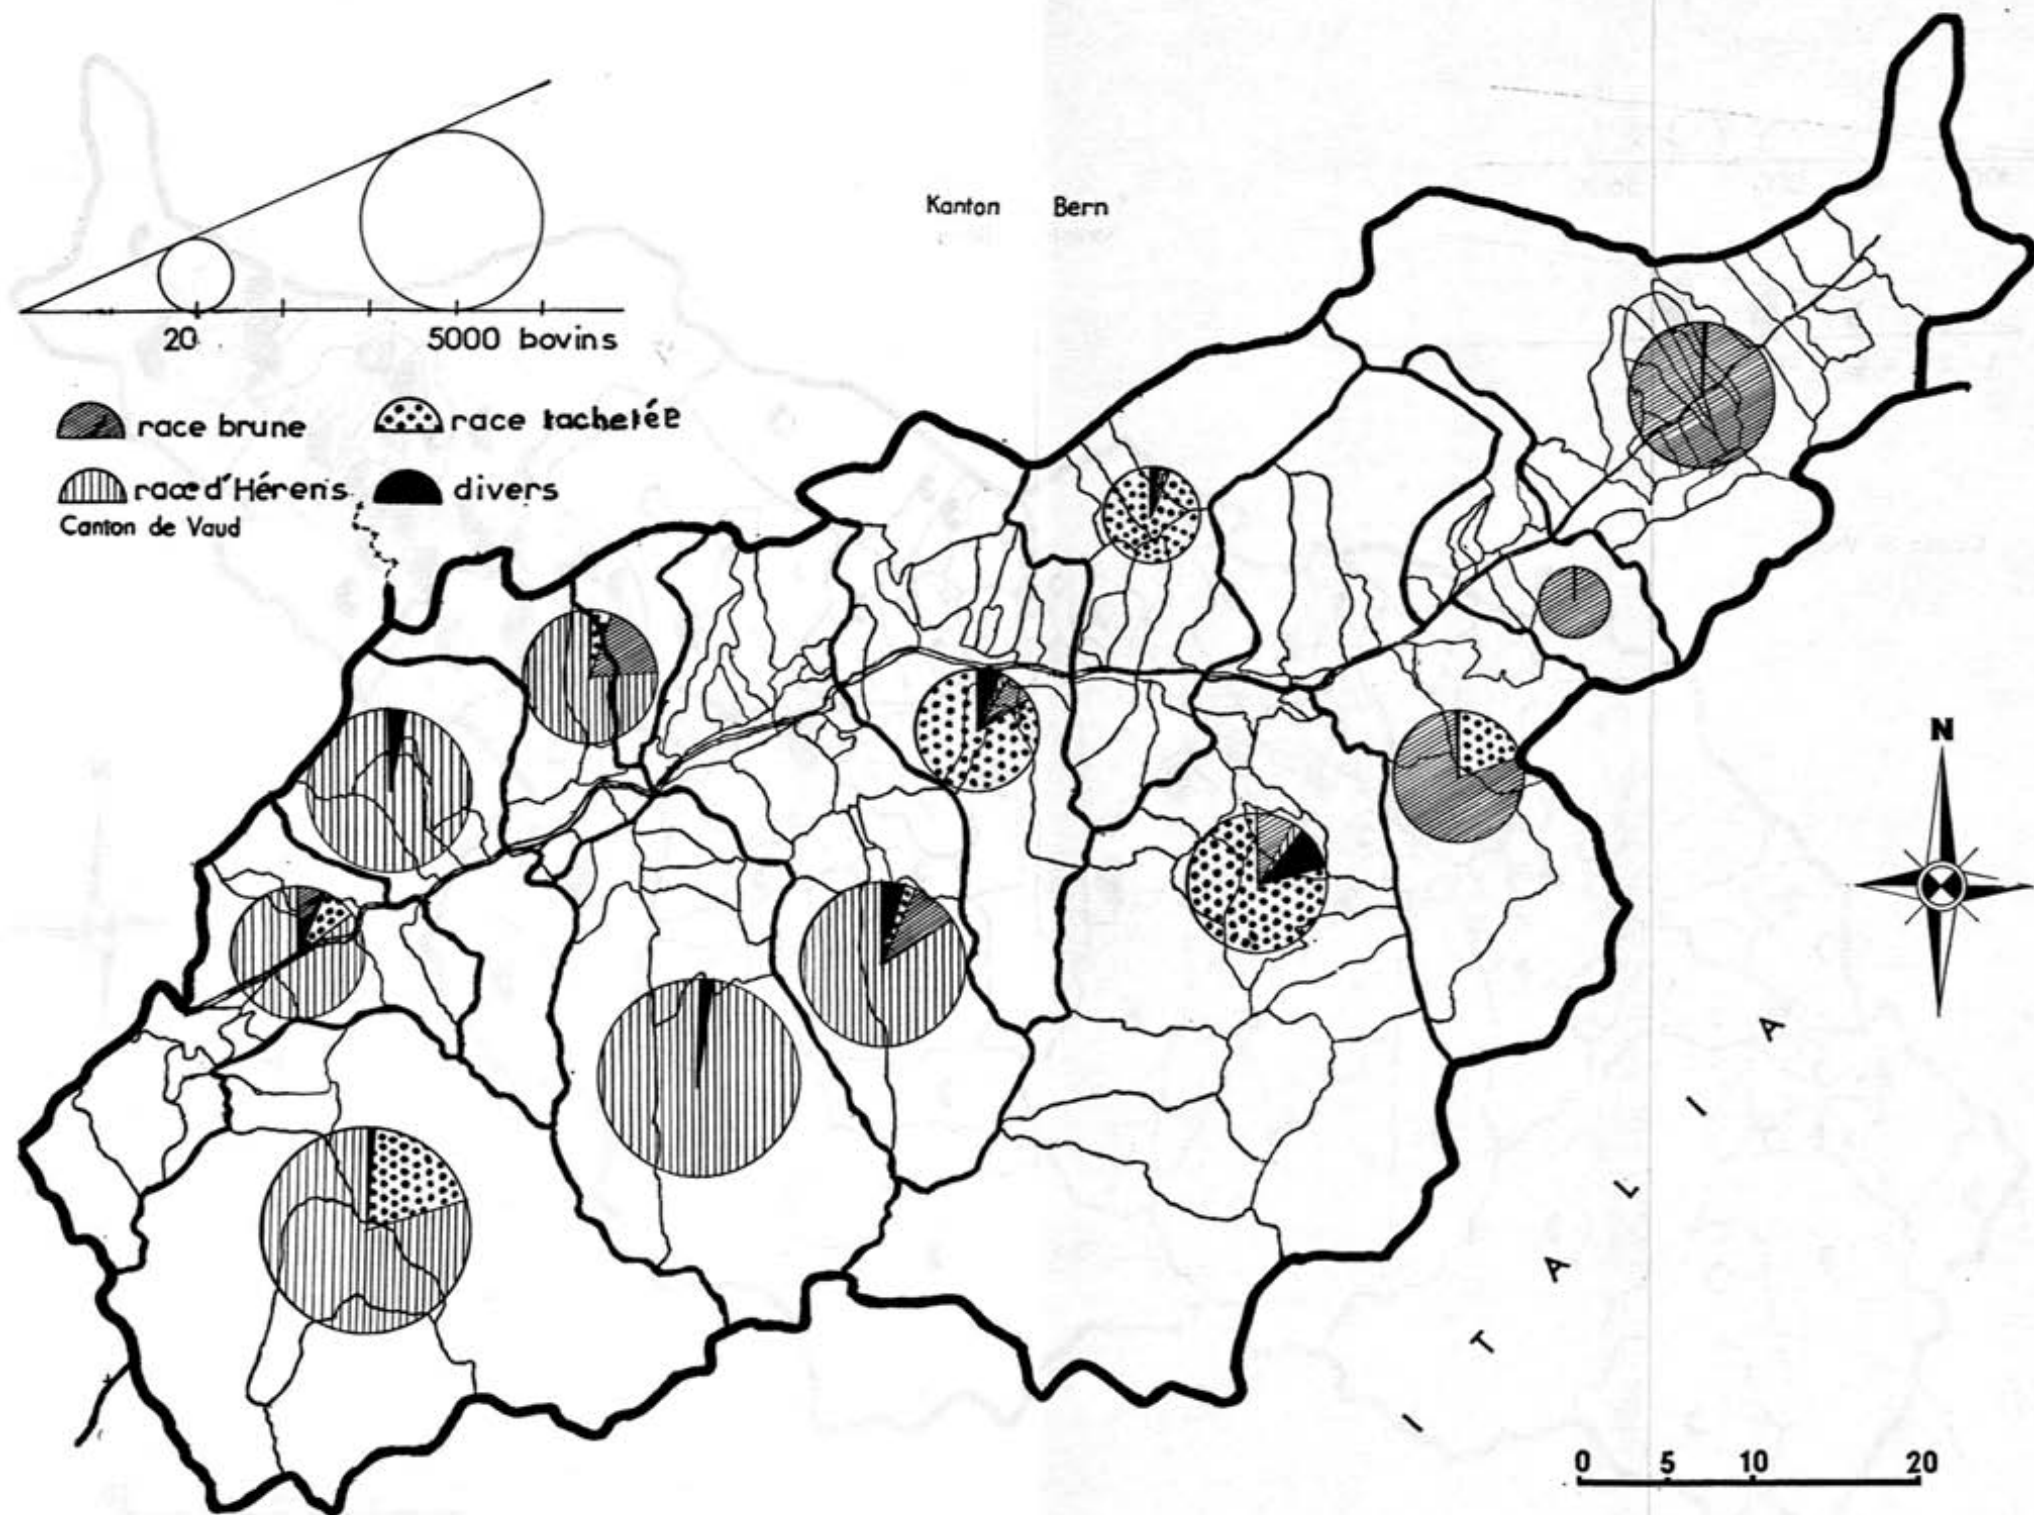 Kanton Bern
20 5000 bovins
race brune
race tachetée
race d'Hérens
divers
Canton de Vaud
N
ITALIA
0 5 10 20